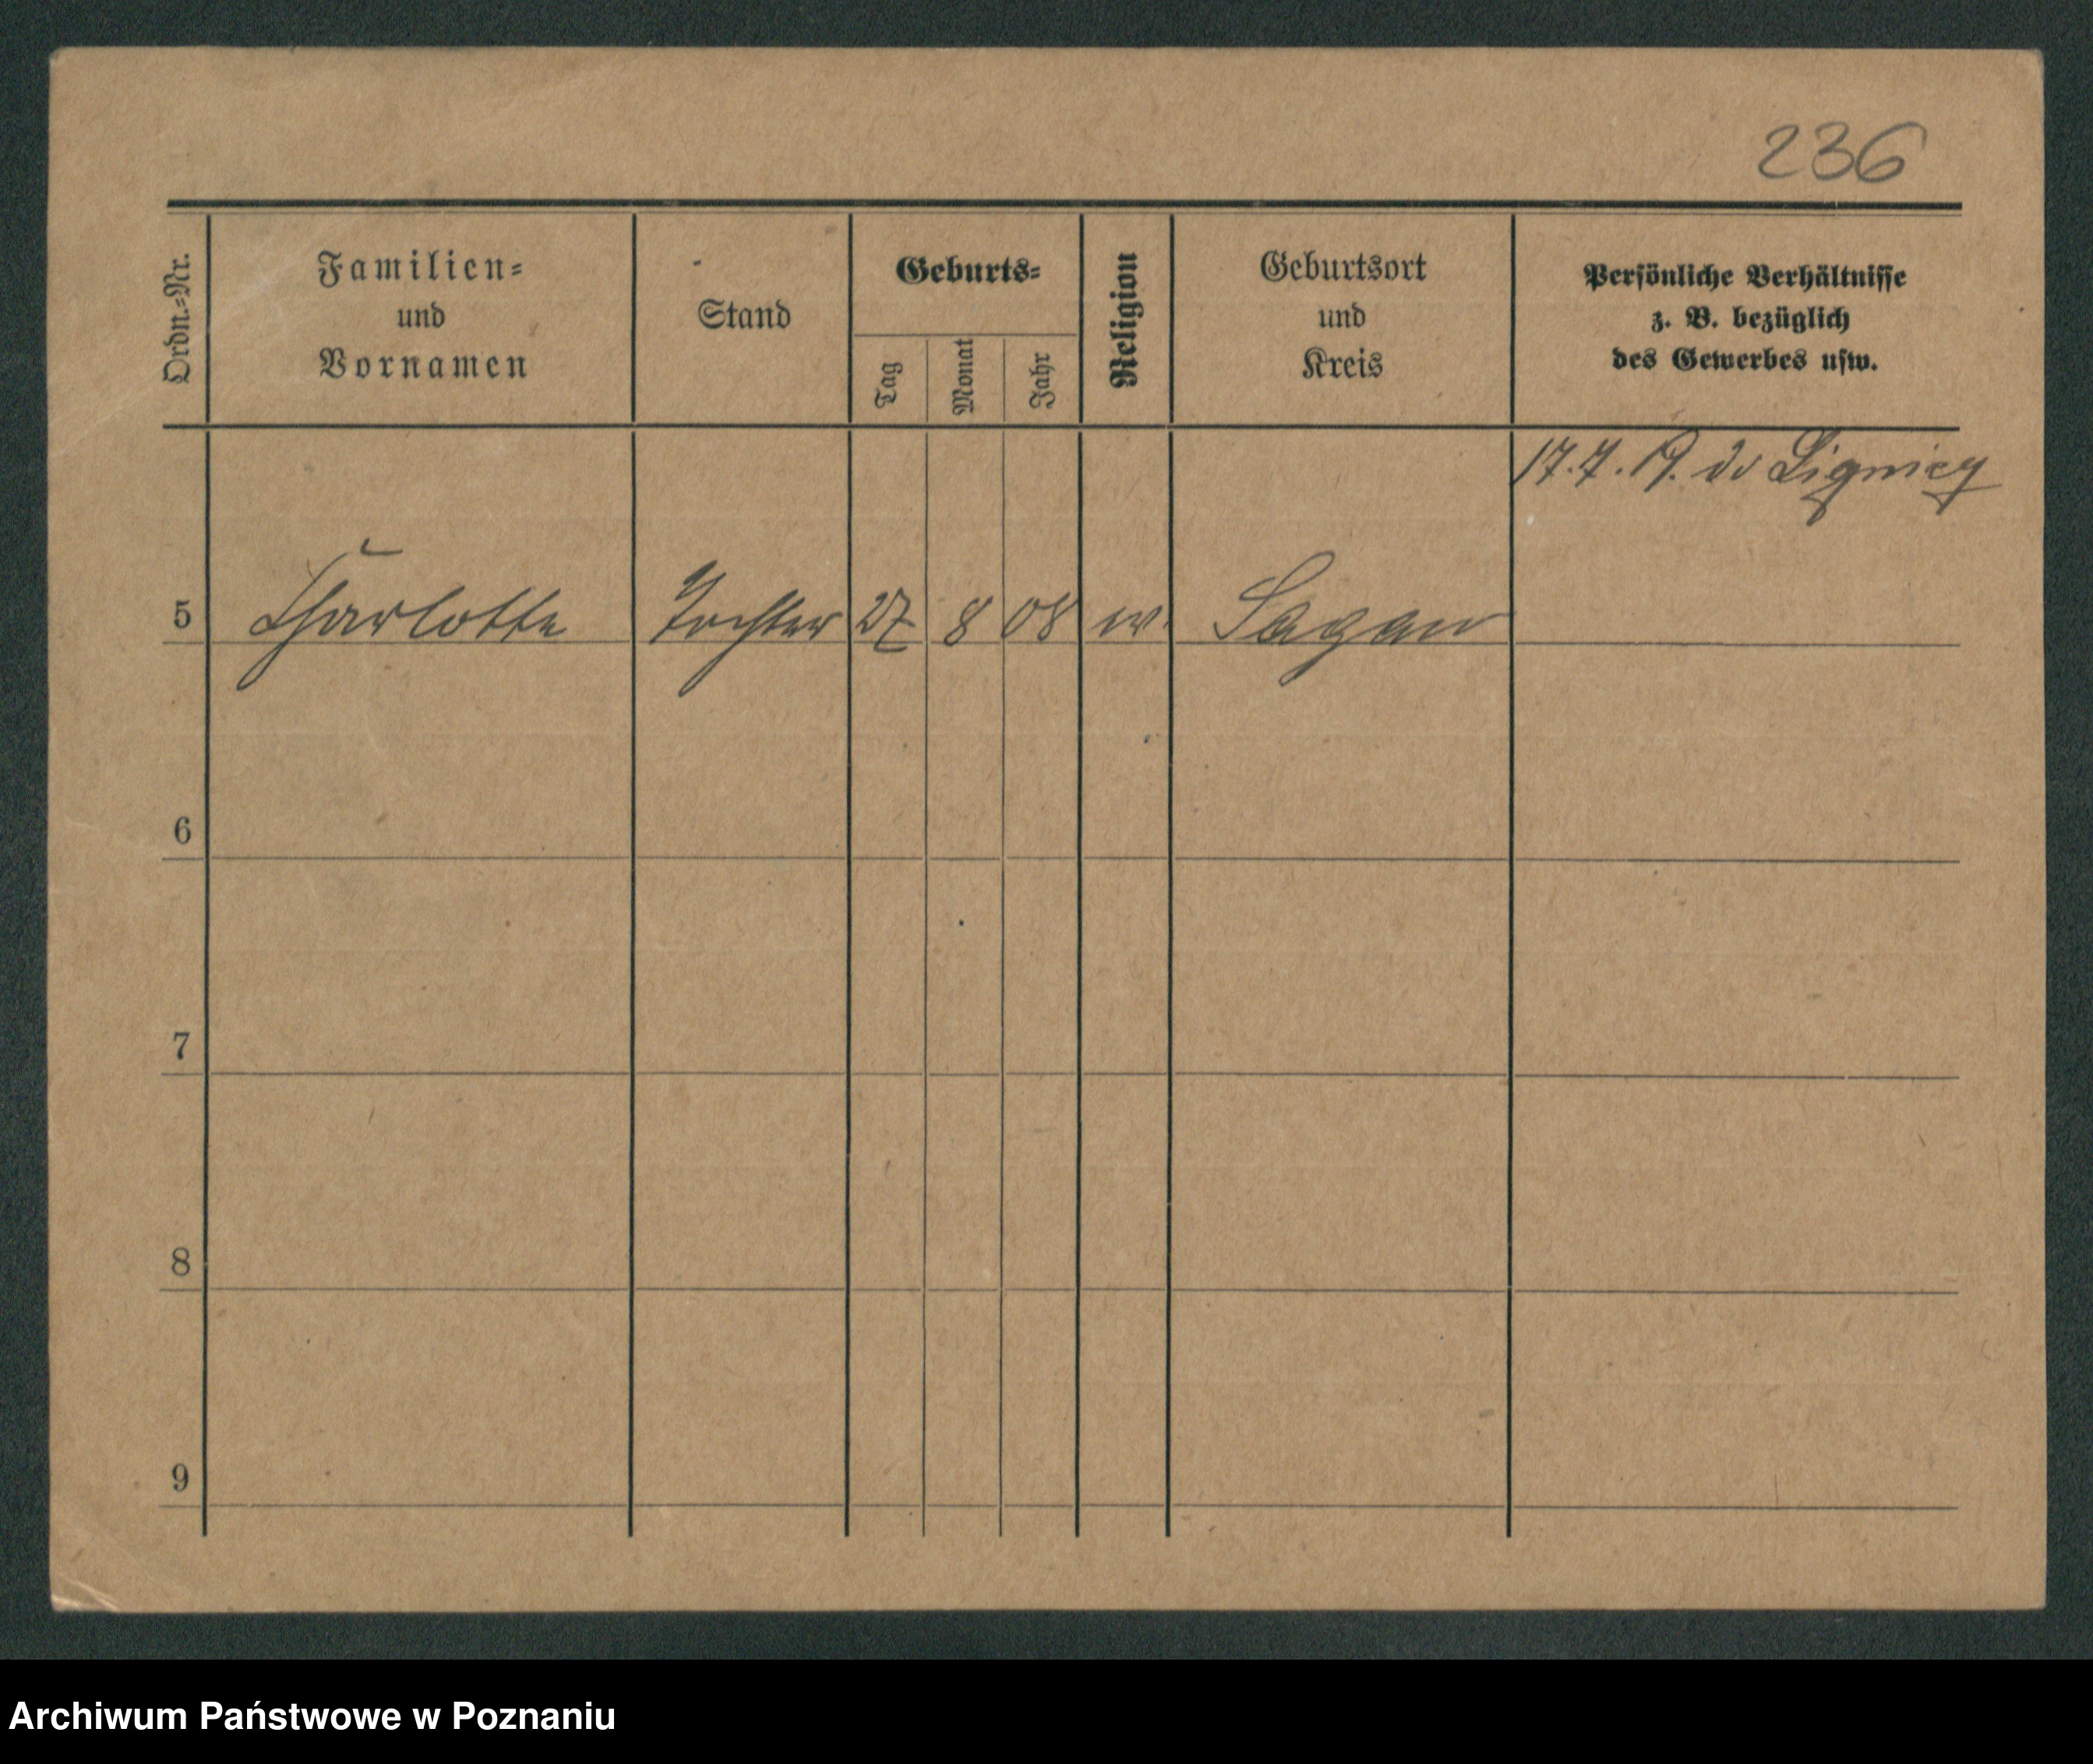 236
Ordn.-Nr.
Familien-
und
Vornamen
Stand
Geburts-
Tag
Monat
Jahr
Religion
Geburtsort
und
Kreis
Persönliche Verhältnisse
z. B. bezüglich
des Gewerbes usw.
17. 7. 19. Liegnitz
5 Charlotte Tochter 27 8 08 Sagan
6
7
8
9
Archiwum Państwowe w Poznaniu